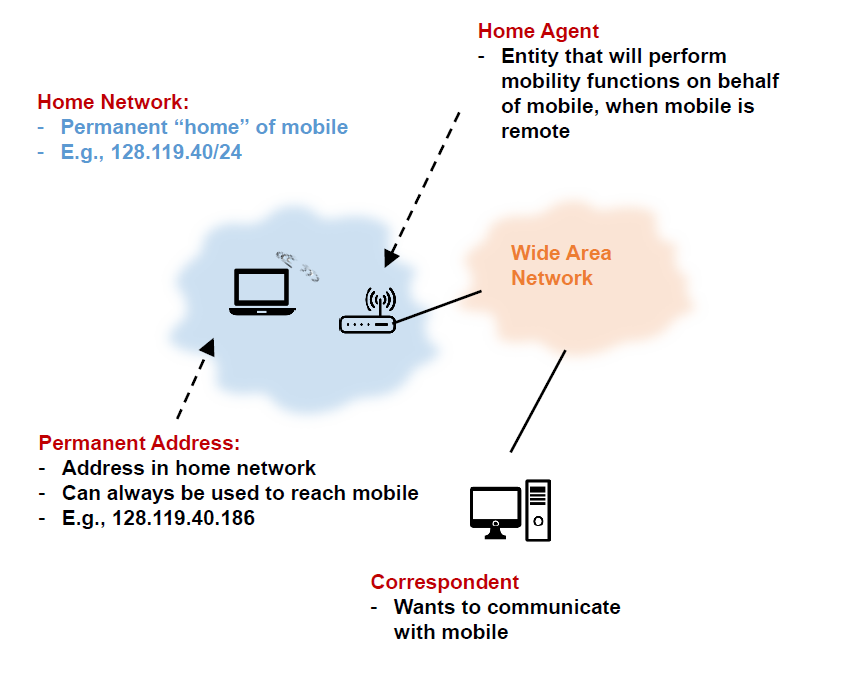 Home Agent
- Entity that will perform
mobility functions on behalf
of mobile, when mobile is
remote
Home Network:
- Permanent “home” of mobile
- E.g., 128.119.40/24
Wide Area
Network
Permanent Address:
- Address in home network
- Can always be used to reach mobile
- E.g., 128.119.40.186
Correspondent
- Wants to communicate
with mobile